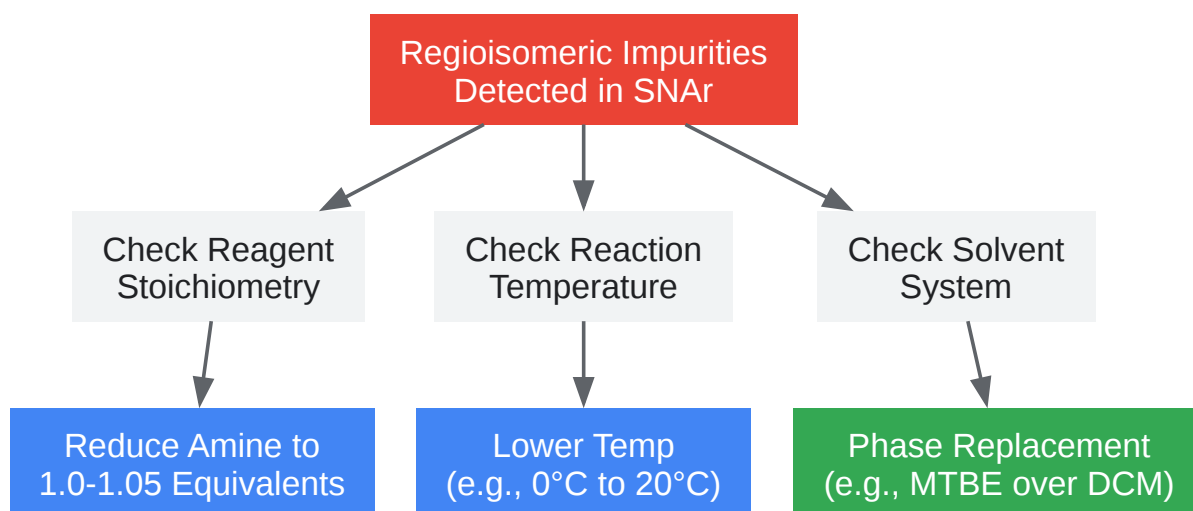 Regioisomeric Impurities
Detected in SNAr
Check Reagent
Stoichiometry
Check Reaction
Temperature
Check Solvent
System
Reduce Amine to
1.0-1.05 Equivalents
Lower Temp
(e.g., 0°C to 20°C)
Phase Replacement
(e.g., MTBE over DCM)